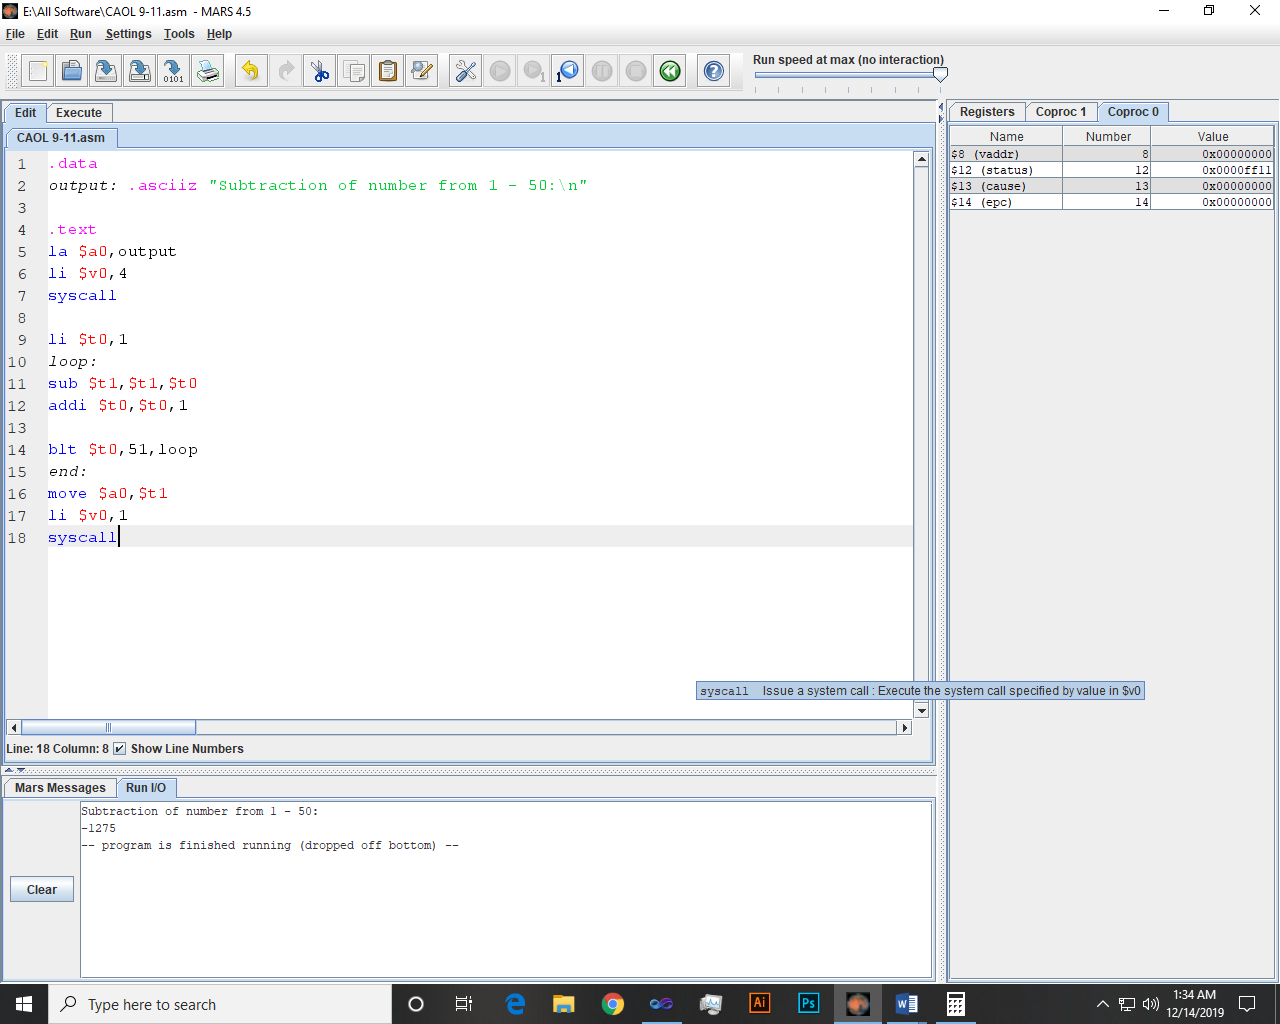 E:\All Software\CAOL 9-11.asm - MARS 4.5
File Edit Run Settings Tools Help
Run speed at max (no interaction)
Edit Execute
CAOL 9-11.asm
1 .data
2 output: .asciiz "Subtraction of number from 1 - 50:\n"
3
4 .text
5 la $a0,output
6 li $v0,4
7 syscall
8
9 li $t0,1
10 loop:
11 sub $t1,$t1,$t0
12 addi $t0,$t0,1
13
14 blt $t0,51,loop
15 end:
16 move $a0,$t1
17 li $v0,1
18 syscall
syscall Issue a system call : Execute the system call specified by value in $v0
Line: 18 Column: 8 Show Line Numbers
Registers Coproc 1 Coproc 0
Name Number Value
$8 (vaddr) 8 0x00000000
$12 (status) 12 0x0000ff11
$13 (cause) 13 0x00000000
$14 (epc) 14 0x00000000
Mars Messages Run I/O
Clear
Subtraction of number from 1 - 50:
-1275
-- program is finished running (dropped off bottom) --
Type here to search
Ai
Ps
1:34 AM
12/14/2019